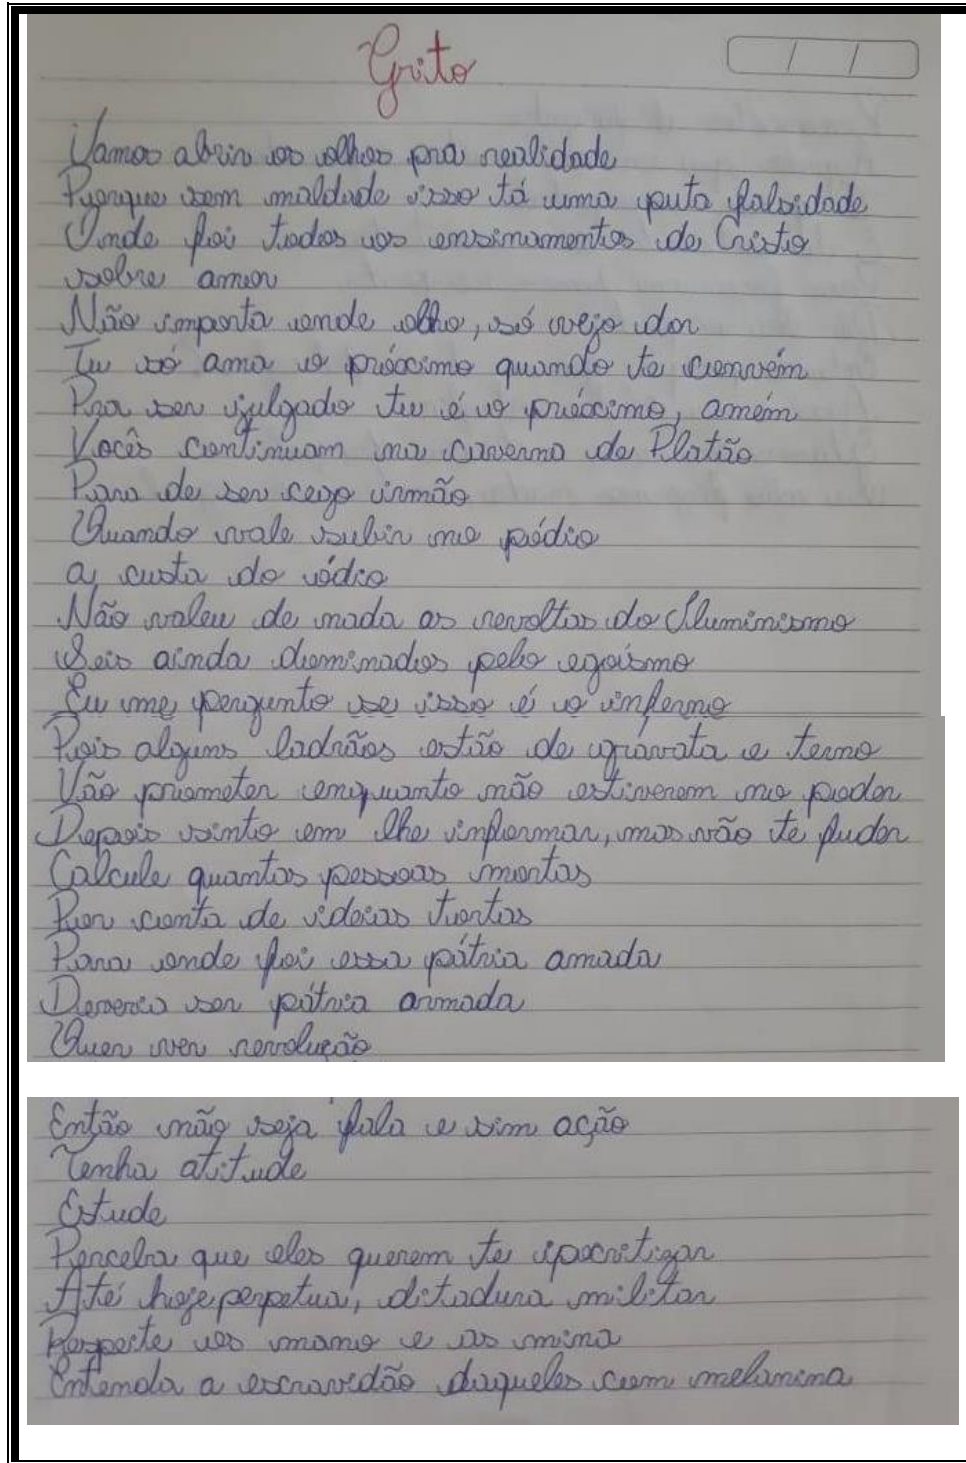 Grito
Vamos abrir os olhos pra realidade
Porque sem maldade isso tá uma puta falsidade
Onde foi todos os ensinamentos de Cristo
sobre amor
Não importa onde olho, só vejo dor
Tu só ama o próximo quando te convém
Pra ser julgado tu é o próximo, amém
Vocês continuam na caverna de Platão
Para de ser cego irmão
Quando vale subir no pódio
a custa do ódio
Não valeu de nada as revoltas do Iluminismo
Seis ainda dominados pelo egoísmo
Eu me pergunto se isso é o inferno
Pois alguns ladrãos estão de gravata e terno
Vão prometer enquanto não estiverem no poder
Depois sinto em lhe informar, mas vão te fuder
Calcule quantas pessoas mortas
Por conta de ideias tortas
Para onde foi essa pátria amada
Deveria ser pátria armada
Quer ver revolução
Então não seja fala e sim ação
Tenha atitude
Estude
Perceba que eles querem te ipocritizar
Até hoje perpetua, ditadura militar
Respeite os mano e as mina
Entenda a escravidão daqueles com melanina